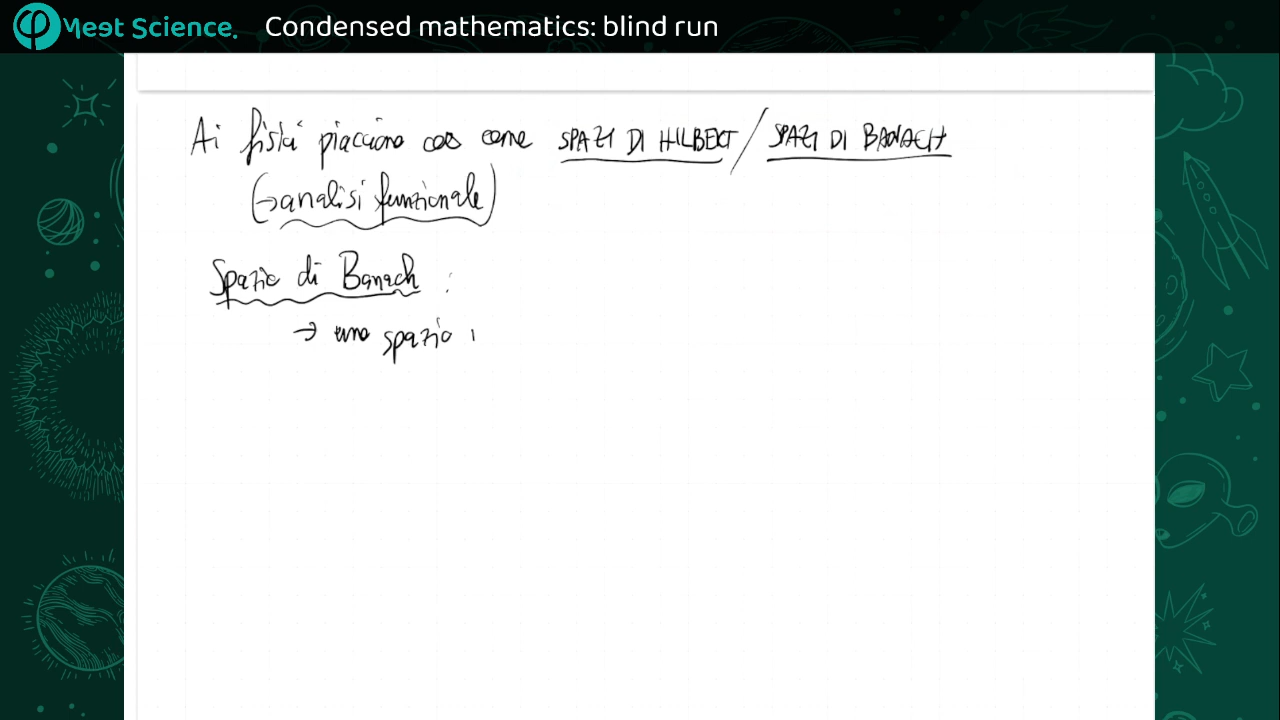 Meet Science.
Condensed mathematics: blind run
Ai fisici piacciono cose come SPAZI DI HILBERT / SPAZI DI BANACH
(→ analisi funzionale)
Spazio di Banach :
→ uno spazio